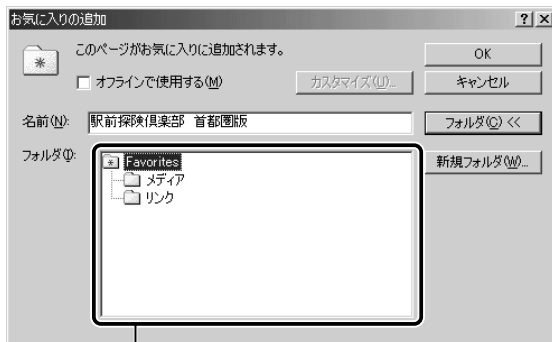 お気に入りの追加
このページがお気に入りに追加されます。
OK
オフラインで使用する(M)
カスタマイズ(U)...
キャンセル
名前(N):
駅前探険倶楽部 首都圏版
フォルダ(C) <<
フォルダ(I):
Favorites
新規フォルダ(W)...
メディア
リンク